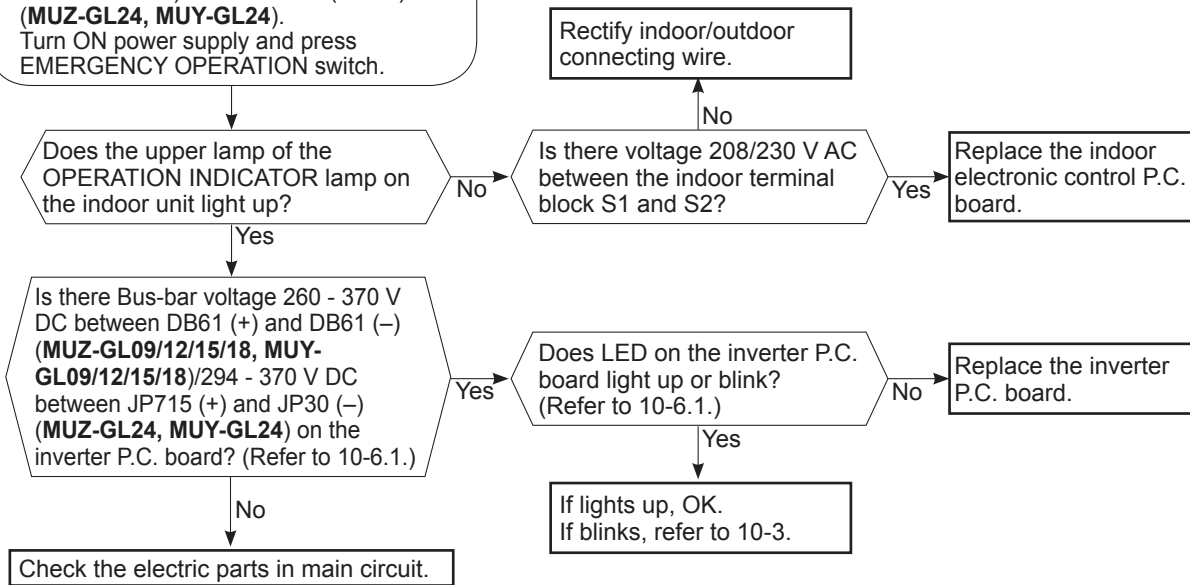 (MUZ-GL24, MUY-GL24).
Turn ON power supply and press
EMERGENCY OPERATION switch.
Rectify indoor/outdoor
connecting wire.
No
Does the upper lamp of the
OPERATION INDICATOR lamp on
the indoor unit light up?
No
Is there voltage 208/230 V AC
between the indoor terminal
block S1 and S2?
Yes
Replace the indoor
electronic control P.C.
board.
Yes
Is there Bus-bar voltage 260 - 370 V
DC between DB61 (+) and DB61 (–)
(MUZ-GL09/12/15/18, MUY-
GL09/12/15/18)/294 - 370 V DC
between JP715 (+) and JP30 (–)
(MUZ-GL24, MUY-GL24) on the
inverter P.C. board? (Refer to 10-6.1.)
Yes
Does LED on the inverter P.C.
board light up or blink?
(Refer to 10-6.1.)
No
Replace the inverter
P.C. board.
Yes
If lights up, OK.
If blinks, refer to 10-3.
No
Check the electric parts in main circuit.